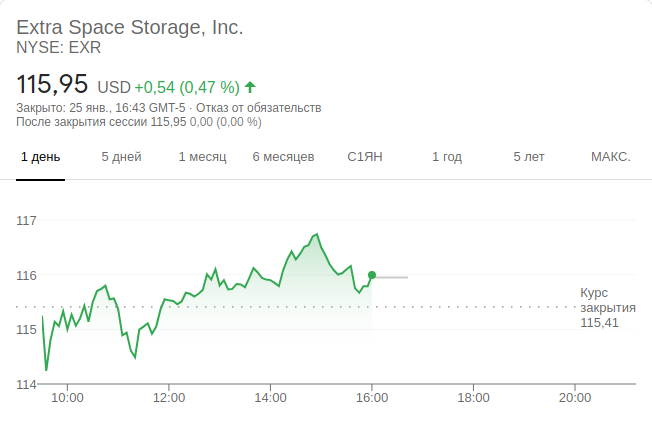 Extra Space Storage, Inc.
NYSE: EXR
115,95 USD +0,54 (0,47 %)
Закрыто: 25 янв., 16:43 GMT-5 · Отказ от обязательств
После закрытия сессии 115,95 0,00 (0,00 %)
1 день 5 дней 1 месяц 6 месяцев С1ЯН 1 год 5 лет МАКС.
117
116
Курс
закрытия
115,41
115
114
10:00 12:00 14:00 16:00 18:00 20:00